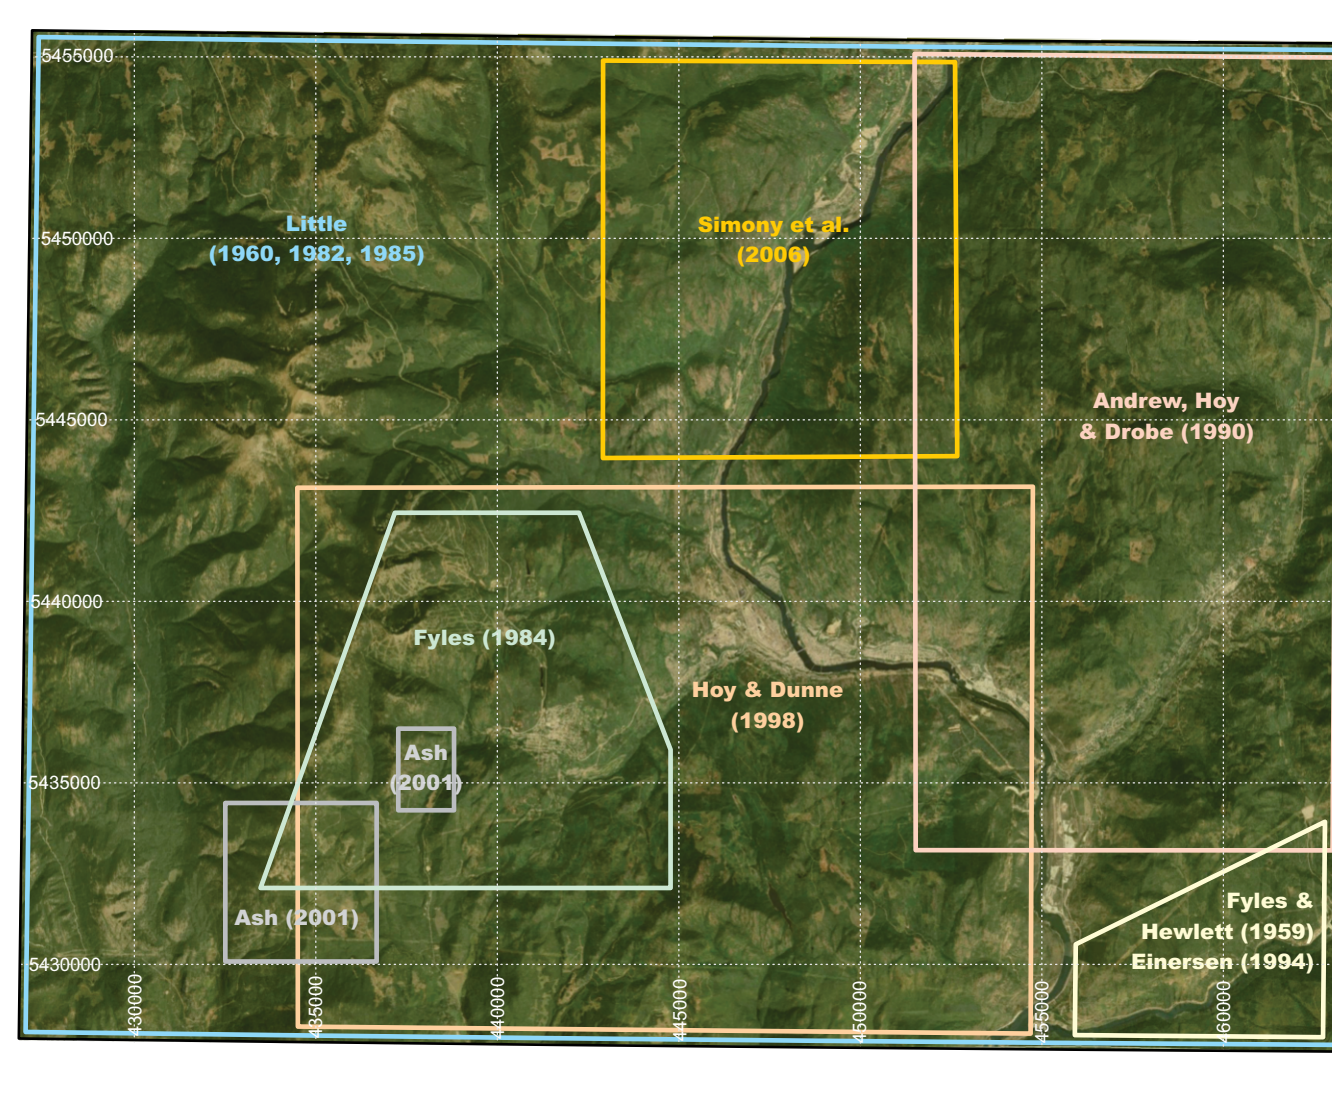 5455000
Little
(1960, 1982, 1985)
Simony et al.
(2006)
5450000
Andrew, Hoy
& Drobe (1990)
5445000
5440000
Fyles (1984)
Hoy & Dunne
(1998)
Ash
(2001)
5435000
Ash (2001)
Fyles &
Hewlett (1959)
Einersen (1994)
5430000
430000
435000
440000
445000
450000
455000
460000